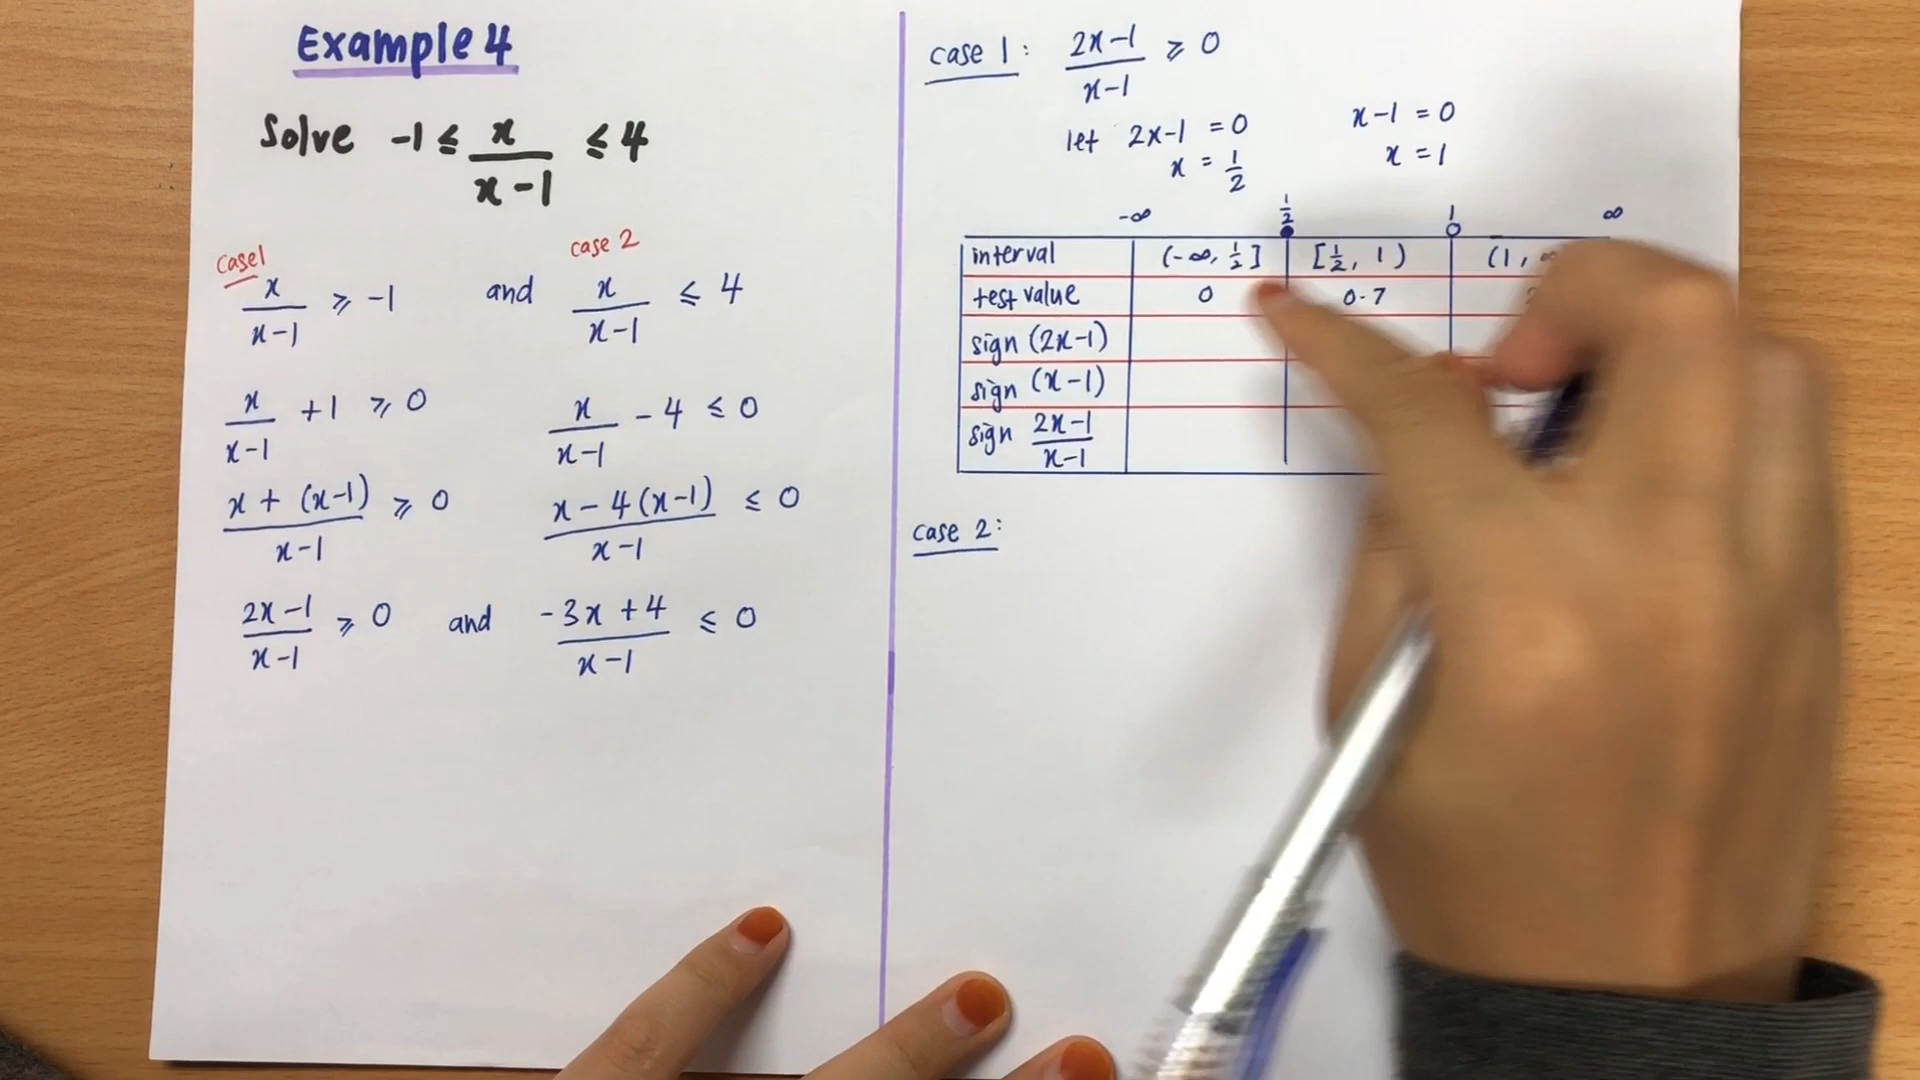 Example 4
Solve -1 ≤ x/(x-1) ≤ 4
case1 case 2
x/(x-1) ⩾ -1 and x/(x-1) ≤ 4
x/(x-1) +1 ⩾ 0 x/(x-1) - 4 ≤ 0
(x + (x-1))/(x-1) ⩾ 0 (x - 4(x-1))/(x-1) ≤ 0
(2x-1)/(x-1) ⩾ 0 and (-3x+4)/(x-1) ≤ 0
case 1: (2x-1)/(x-1) ⩾ 0
let 2x-1 = 0 x-1 = 0
x = 1/2 x = 1
-∞ 1/2 1 ∞
interval (-∞, 1/2] [1/2, 1) (1,
test value 0 0.7
sign (2x-1)
sign (x-1)
sign (2x-1)/(x-1)
case 2: